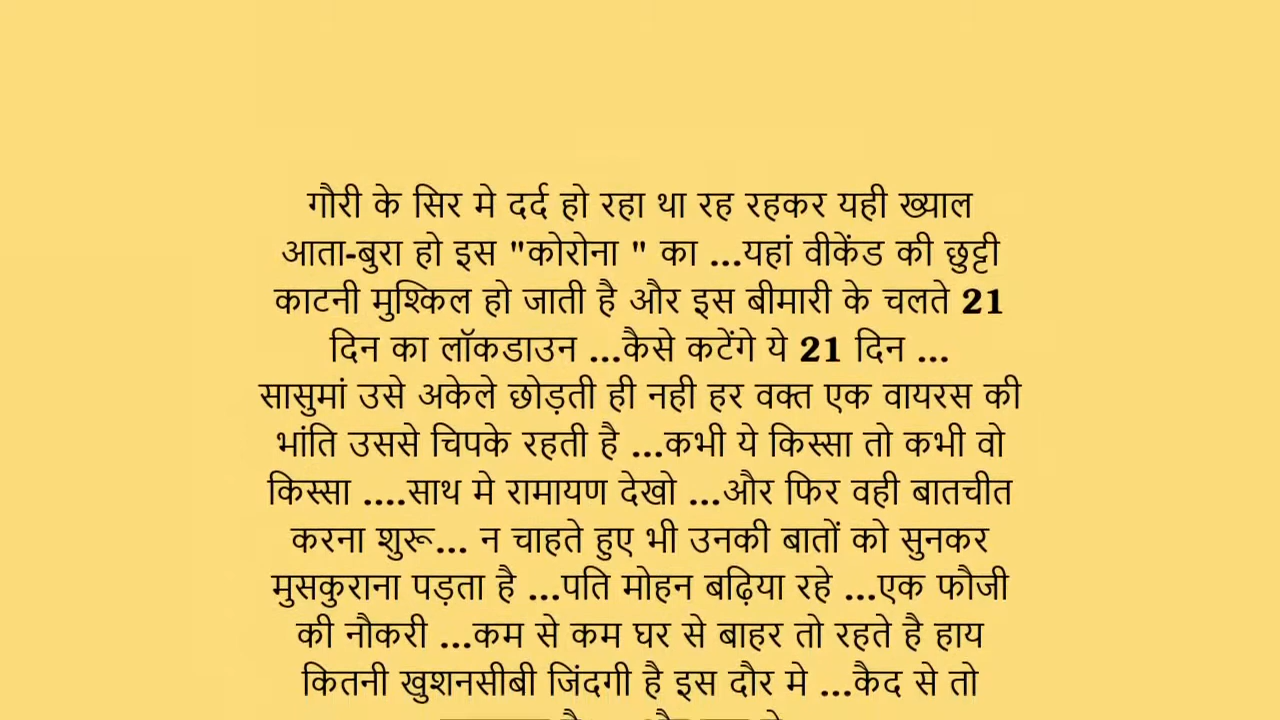 गौरी के सिर मे दर्द हो रहा था रह रहकर यही ख्याल
आता-बुरा हो इस "कोरोना " का ...यहां वीकेंड की छुट्टी
काटनी मुश्किल हो जाती है और इस बीमारी के चलते 21
दिन का लॉकडाउन ...कैसे कटेंगे ये 21 दिन ...
सासुमां उसे अकेले छोड़ती ही नही हर वक्त एक वायरस की
भांति उससे चिपके रहती है ...कभी ये किस्सा तो कभी वो
किस्सा ....साथ मे रामायण देखो ...और फिर वही बातचीत
करना शुरू... न चाहते हुए भी उनकी बातों को सुनकर
मुसकुराना पड़ता है ...पति मोहन बढ़िया रहे ...एक फौजी
की नौकरी ...कम से कम घर से बाहर तो रहते है हाय
कितनी खुशनसीबी जिंदगी है इस दौर मे ...कैद से तो